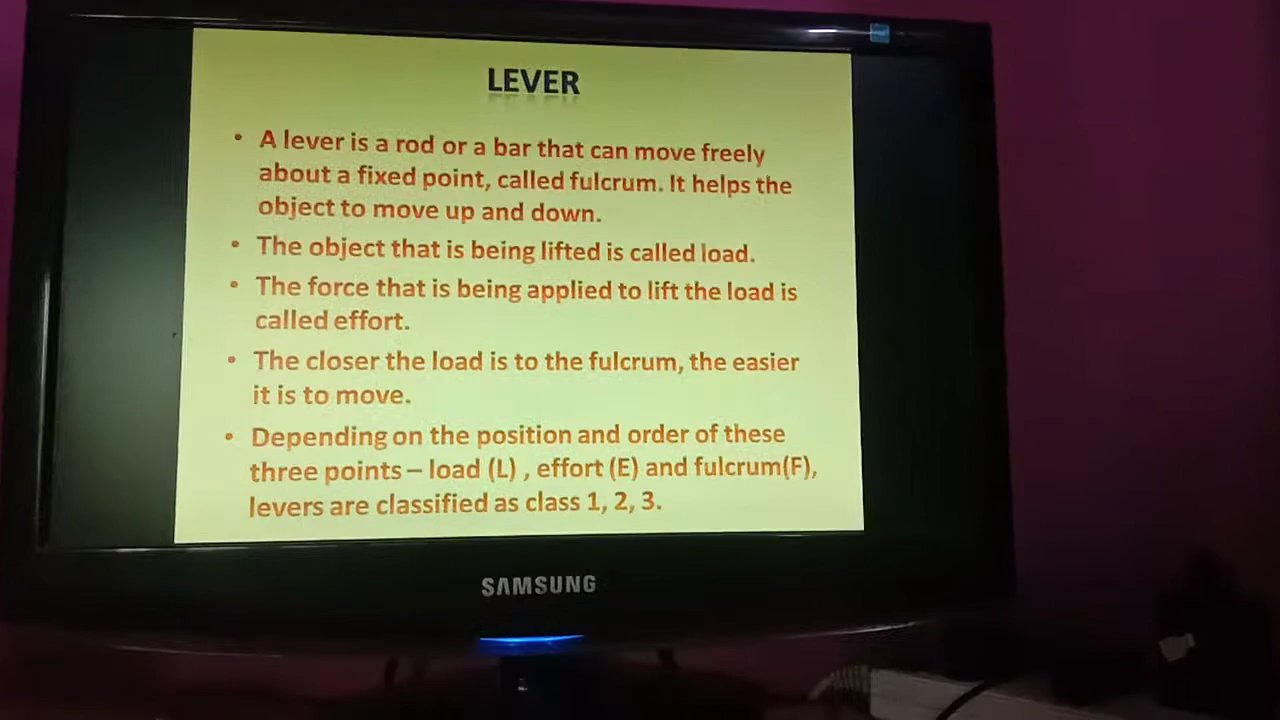 LEVER
• A lever is a rod or a bar that can move freely
about a fixed point, called fulcrum. It helps the
object to move up and down.
• The object that is being lifted is called load.
• The force that is being applied to lift the load is
called effort.
• The closer the load is to the fulcrum, the easier
it is to move.
• Depending on the position and order of these
three points – load (L) , effort (E) and fulcrum(F),
levers are classified as class 1, 2, 3.
SAMSUNG